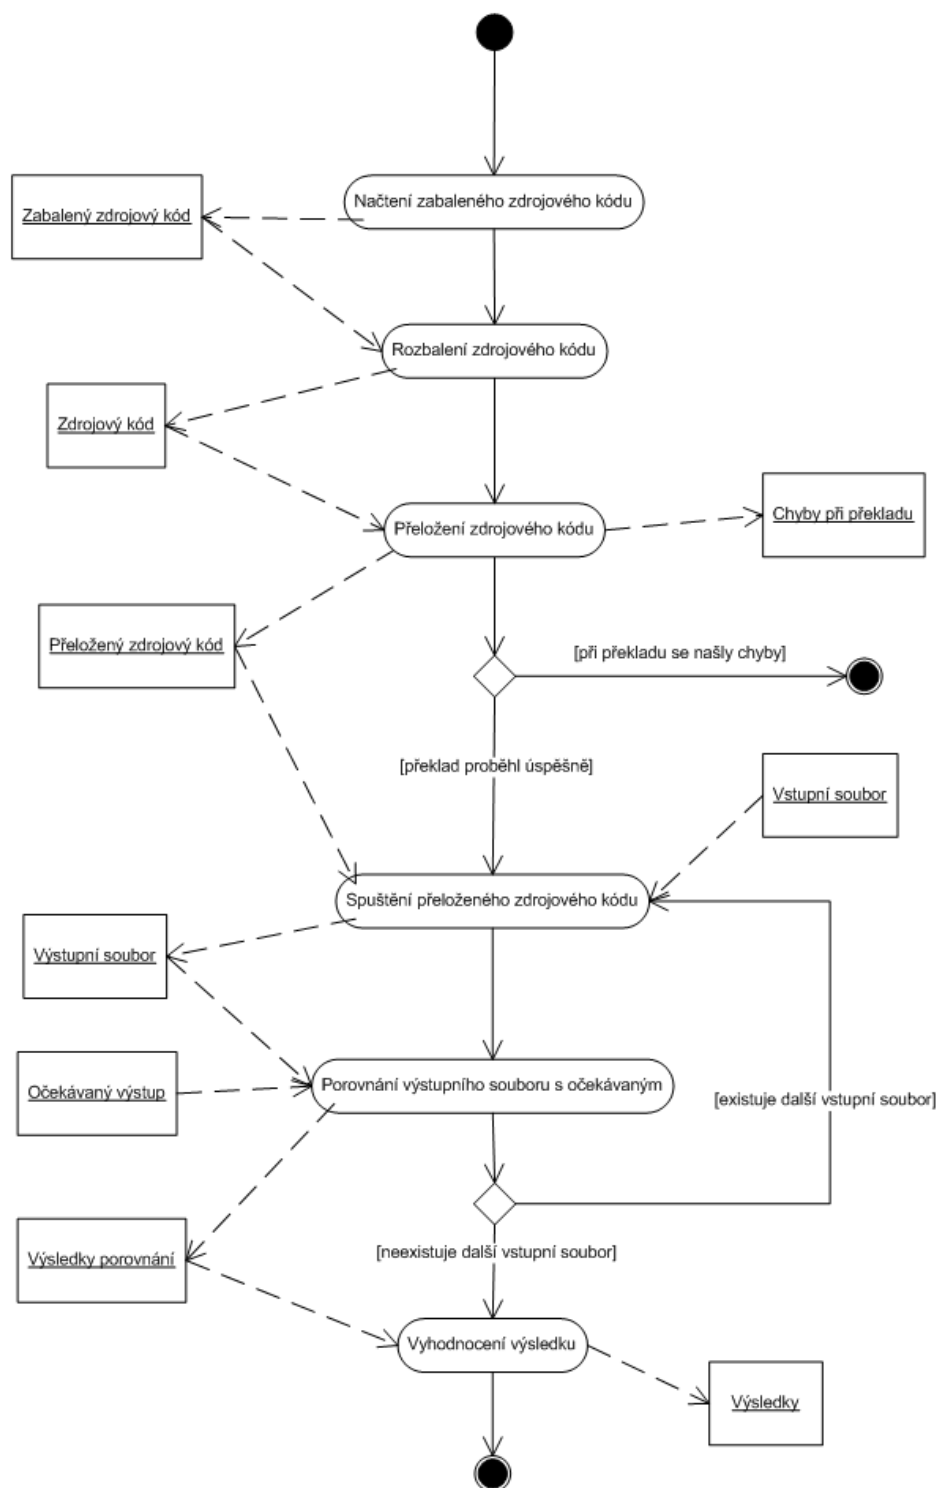 Načtení zabaleného zdrojového kódu
Zabalený zdrojový kód
Rozbalení zdrojového kódu
Zdrojový kód
Přeložení zdrojového kódu
Chyby při překladu
Přeložený zdrojový kód
[při překladu se našly chyby]
[překlad proběhl úspěšně]
Vstupní soubor
Spuštění přeloženého zdrojového kódu
Výstupní soubor
Porovnání výstupního souboru s očekávaným
Očekávaný výstup
[existuje další vstupní soubor]
[neexistuje další vstupní soubor]
Výsledky porovnání
Vyhodnocení výsledku
Výsledky